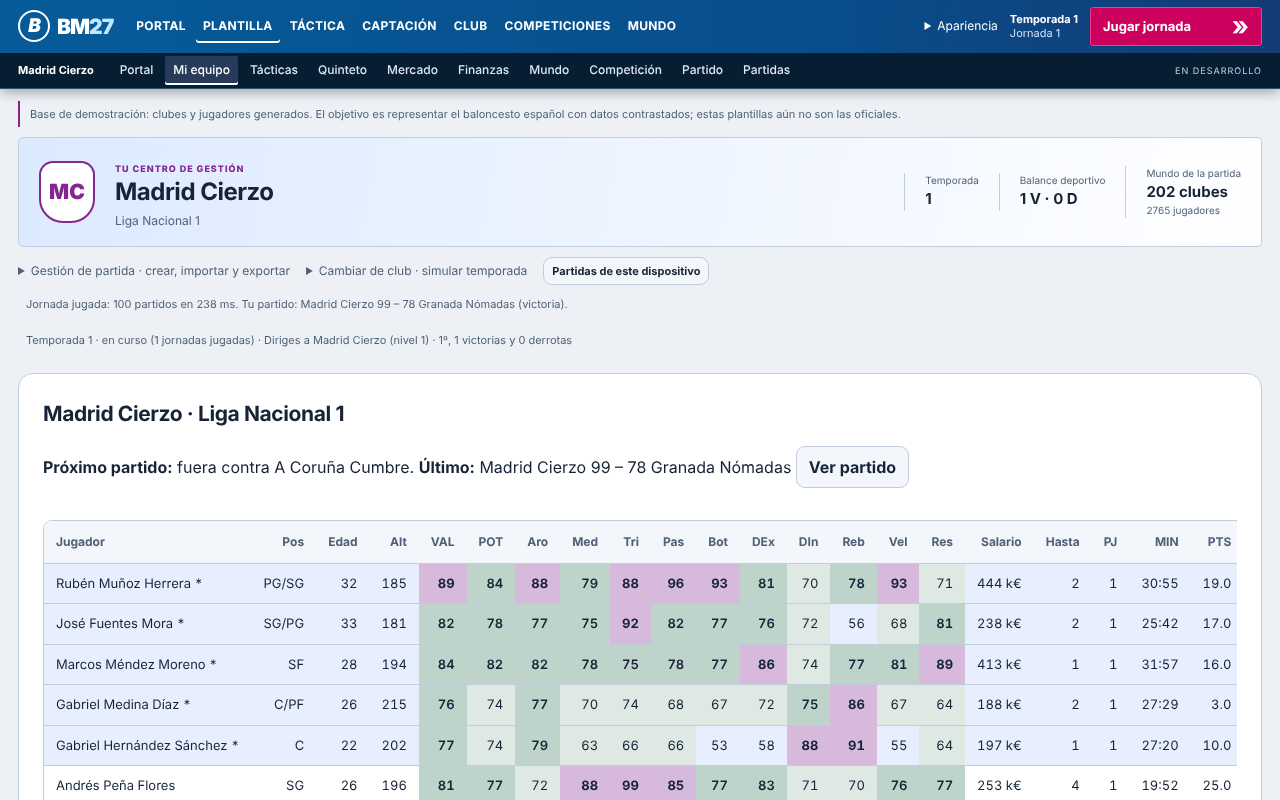 B BM27 PORTAL PLANTILLA TÁCTICA CAPTACIÓN CLUB COMPETICIONES MUNDO Apariencia Temporada 1 Jornada 1 Jugar jornada
Madrid Cierzo Portal Mi equipo Tácticas Quinteto Mercado Finanzas Mundo Competición Partido Partidas EN DESARROLLO
Base de demostración: clubes y jugadores generados. El objetivo es representar el baloncesto español con datos contrastados; estas plantillas aún no son las oficiales.
MC
TU CENTRO DE GESTIÓN
Madrid Cierzo
Liga Nacional 1
Temporada
1
Balance deportivo
1 V · 0 D
Mundo de la partida
202 clubes
2765 jugadores
Gestión de partida · crear, importar y exportar Cambiar de club · simular temporada Partidas de este dispositivo
Jornada jugada: 100 partidos en 238 ms. Tu partido: Madrid Cierzo 99 – 78 Granada Nómadas (victoria).
Temporada 1 · en curso (1 jornadas jugadas) · Diriges a Madrid Cierzo (nivel 1) · 1º, 1 victorias y 0 derrotas
Madrid Cierzo · Liga Nacional 1
Próximo partido: fuera contra A Coruña Cumbre. Último: Madrid Cierzo 99 – 78 Granada Nómadas Ver partido
Jugador Pos Edad Alt VAL POT Aro Med Tri Pas Bot DEx DIn Reb Vel Res Salario Hasta PJ MIN PTS
Rubén Muñoz Herrera * PG/SG 32 185 89 84 88 79 88 96 93 81 70 78 93 71 444 k€ 2 1 30:55 19.0
José Fuentes Mora * SG/PG 33 181 82 78 77 75 92 82 77 76 72 56 68 81 238 k€ 2 1 25:42 17.0
Marcos Méndez Moreno * SF 28 194 84 82 82 78 75 78 77 86 74 77 81 89 413 k€ 1 1 31:57 16.0
Gabriel Medina Díaz * C/PF 26 215 76 74 77 70 74 68 67 72 75 86 67 64 188 k€ 2 1 27:29 3.0
Gabriel Hernández Sánchez * C 22 202 77 74 79 63 66 66 53 58 88 91 55 64 197 k€ 1 1 27:20 10.0
Andrés Peña Flores SG 26 196 81 77 72 88 99 85 77 83 71 70 76 77 253 k€ 4 1 19:52 25.0